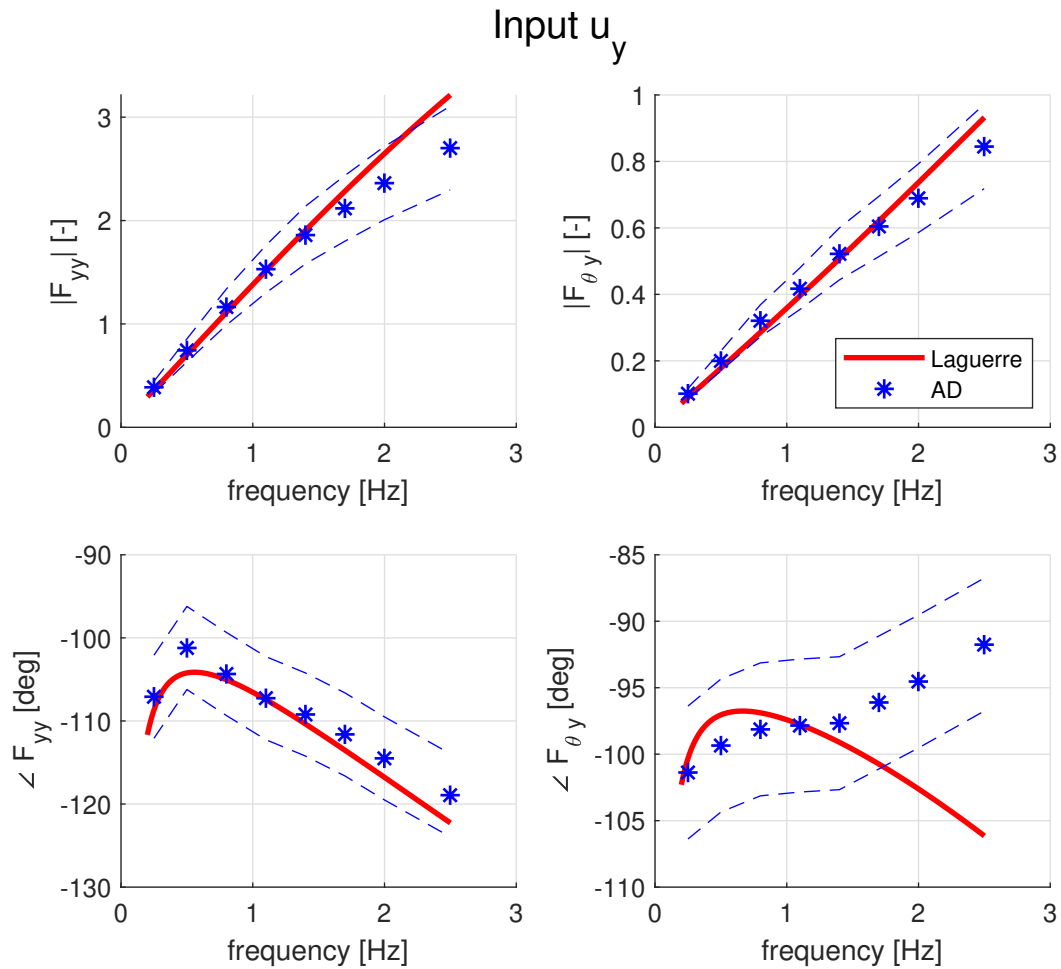 Input u_y
|F_yy| [-]
3
2
1
0
0 1 2 3
frequency [Hz]
|F_θ y| [-]
1
0.8
0.6
0.4
0.2
0
0 1 2 3
frequency [Hz]
Laguerre
AD
∠ F_yy [deg]
-90
-100
-110
-120
-130
0 1 2 3
frequency [Hz]
∠ F_θ y [deg]
-85
-90
-95
-100
-105
-110
0 1 2 3
frequency [Hz]